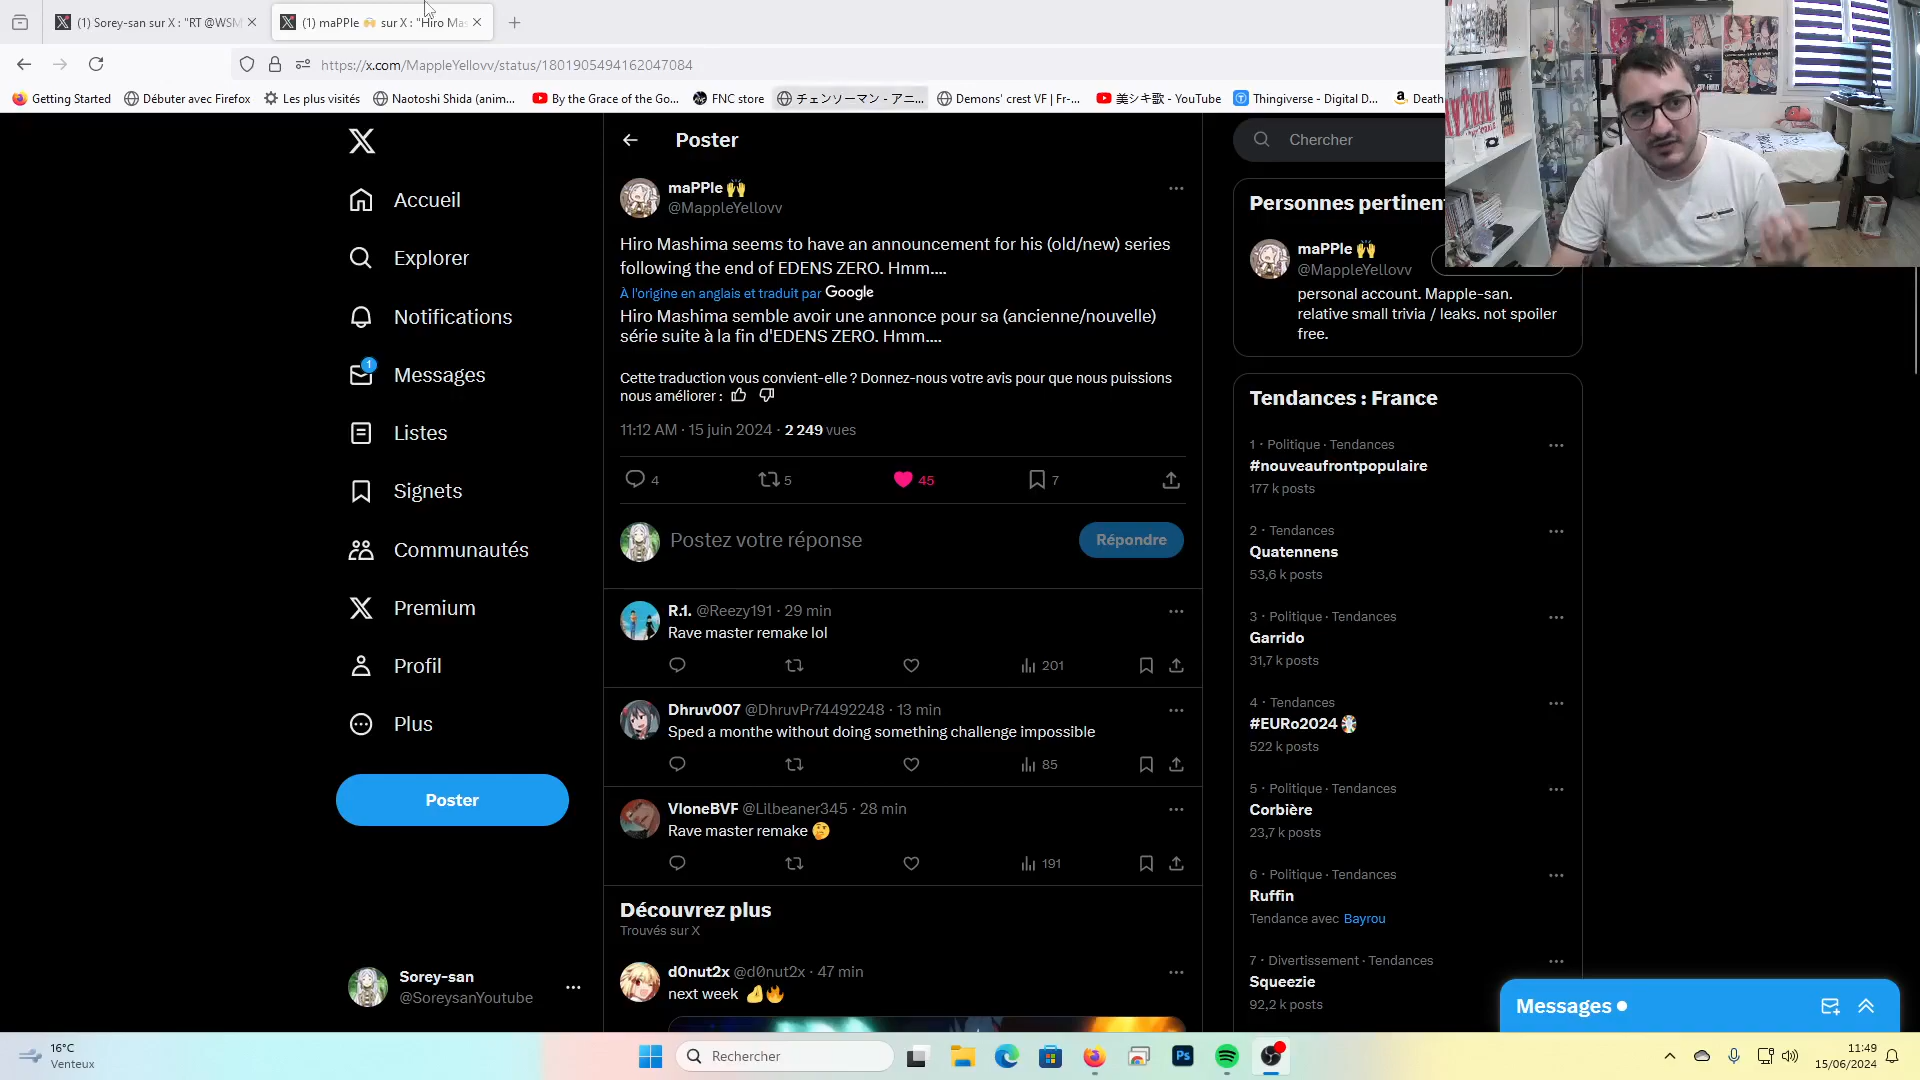 (1) Sorey-san sur X : "RT @WSM
(1) maPPle 🙌 sur X : "Hiro Mas
https://x.com/MappleYellovv/status/1801905494162047084
Getting Started
Débuter avec Firefox
Les plus visités
Naotoshi Shida (anim...
By the Grace of the Go...
FNC store
チェンソーマン - アニ...
Demons' crest VF | Fr-...
美シキ歌 - YouTube
Thingiverse - Digital D...
Death
Accueil
Explorer
Notifications
1
Messages
Listes
Signets
Communautés
Premium
Profil
Plus
Poster
Sorey-san
@SoreysanYoutube
Poster
maPPle 🙌
@MappleYellovv
Hiro Mashima seems to have an announcement for his (old/new) series
following the end of EDENS ZERO. Hmm....
À l'origine en anglais et traduit par Google
Hiro Mashima semble avoir une annonce pour sa (ancienne/nouvelle)
série suite à la fin d'EDENS ZERO. Hmm....
Cette traduction vous convient-elle ? Donnez-nous votre avis pour que nous puissions
nous améliorer :
11:12 AM · 15 juin 2024 · 2 249 vues
4 5 45 7
Postez votre réponse
Répondre
R.1. @Reezy191 · 29 min
Rave master remake lol
201
Dhruv007 @DhruvPr74492248 · 13 min
Sped a monthe without doing something challenge impossible
85
VloneBVF @Lilbeaner345 · 28 min
Rave master remake 🤔
191
Découvrez plus
Trouvés sur X
d0nut2x @d0nut2x · 47 min
next week 🤌🔥
Chercher
Personnes pertinen
maPPle 🙌
@MappleYellovv
personal account. Mapple-san.
relative small trivia / leaks. not spoiler
free.
Tendances : France
1 · Politique · Tendances
#nouveaufrontpopulaire
177 k posts
2 · Tendances
Quatennens
53,6 k posts
3 · Politique · Tendances
Garrido
31,7 k posts
4 · Tendances
#EURo2024
522 k posts
5 · Politique · Tendances
Corbière
23,7 k posts
6 · Politique · Tendances
Ruffin
Tendance avec Bayrou
7 · Divertissement · Tendances
Squeezie
92,2 k posts
Messages
16°C
Venteux
Rechercher
Ps
11:49
15/06/2024